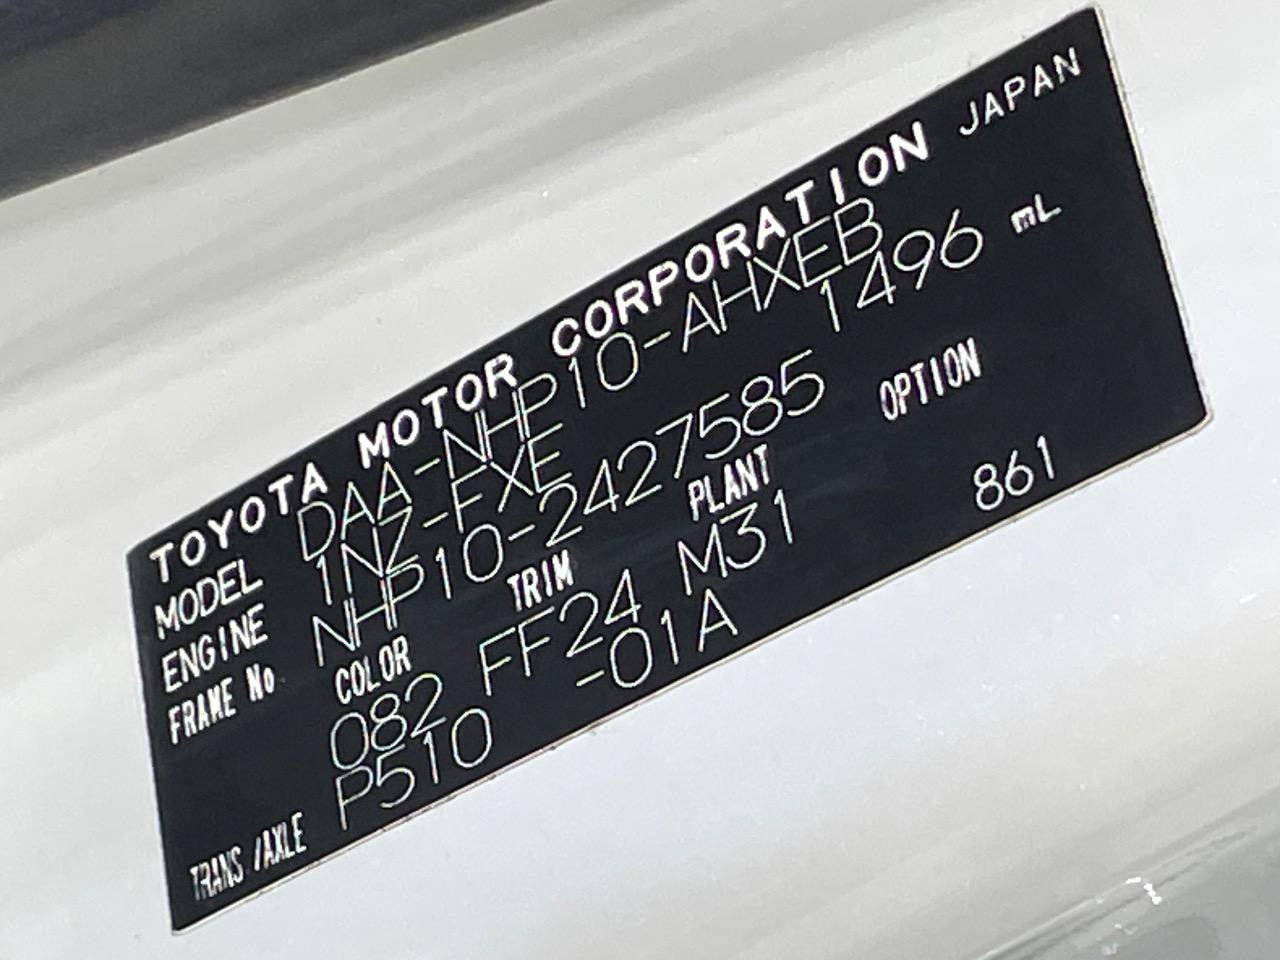 TOYOTA MOTOR CORPORATION JAPAN
MODEL DAA-NHP10-AHXEB
ENGINE 1NZ-FXE 1496 mL
FRAME No NHP10-2427585
COLOR TRIM PLANT OPTION
082 FF24 M31 861
TRANS/AXLE P510 -01A